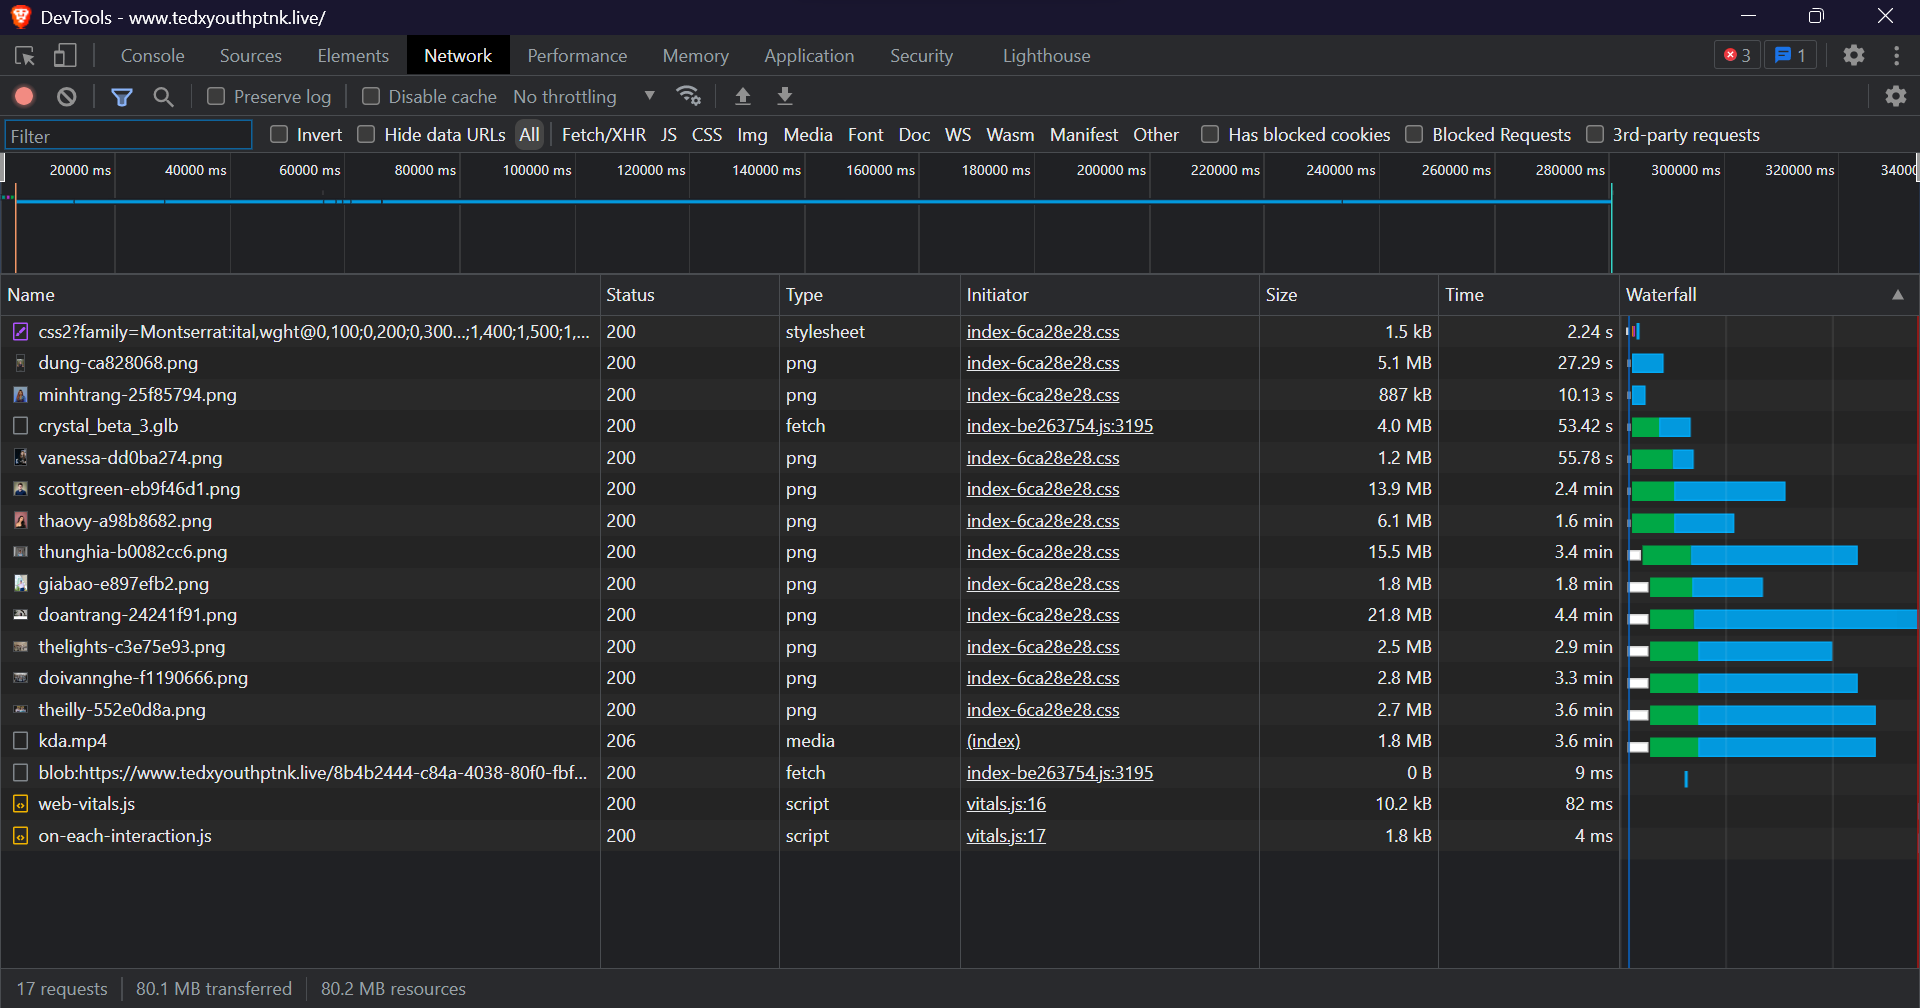 DevTools - www.tedxyouthptnk.live/
Console Sources Elements Network Performance Memory Application Security Lighthouse 3 1
Preserve log Disable cache No throttling
Filter Invert Hide data URLs All Fetch/XHR JS CSS Img Media Font Doc WS Wasm Manifest Other Has blocked cookies Blocked Requests 3rd-party requests
20000 ms 40000 ms 60000 ms 80000 ms 100000 ms 120000 ms 140000 ms 160000 ms 180000 ms 200000 ms 220000 ms 240000 ms 260000 ms 280000 ms 300000 ms 320000 ms 34000
Name Status Type Initiator Size Time Waterfall
css2?family=Montserrat:ital,wght@0,100;0,200;0,300...;1,400;1,500;1,... 200 stylesheet index-6ca28e28.css 1.5 kB 2.24 s
dung-ca828068.png 200 png index-6ca28e28.css 5.1 MB 27.29 s
minhtrang-25f85794.png 200 png index-6ca28e28.css 887 kB 10.13 s
crystal_beta_3.glb 200 fetch index-be263754.js:3195 4.0 MB 53.42 s
vanessa-dd0ba274.png 200 png index-6ca28e28.css 1.2 MB 55.78 s
scottgreen-eb9f46d1.png 200 png index-6ca28e28.css 13.9 MB 2.4 min
thaovy-a98b8682.png 200 png index-6ca28e28.css 6.1 MB 1.6 min
thunghia-b0082cc6.png 200 png index-6ca28e28.css 15.5 MB 3.4 min
giabao-e897efb2.png 200 png index-6ca28e28.css 1.8 MB 1.8 min
doantrang-24241f91.png 200 png index-6ca28e28.css 21.8 MB 4.4 min
thelights-c3e75e93.png 200 png index-6ca28e28.css 2.5 MB 2.9 min
doivannghe-f1190666.png 200 png index-6ca28e28.css 2.8 MB 3.3 min
theilly-552e0d8a.png 200 png index-6ca28e28.css 2.7 MB 3.6 min
kda.mp4 206 media (index) 1.8 MB 3.6 min
blob:https://www.tedxyouthptnk.live/8b4b2444-c84a-4038-80f0-fbf... 200 fetch index-be263754.js:3195 0 B 9 ms
web-vitals.js 200 script vitals.js:16 10.2 kB 82 ms
on-each-interaction.js 200 script vitals.js:17 1.8 kB 4 ms
17 requests 80.1 MB transferred 80.2 MB resources